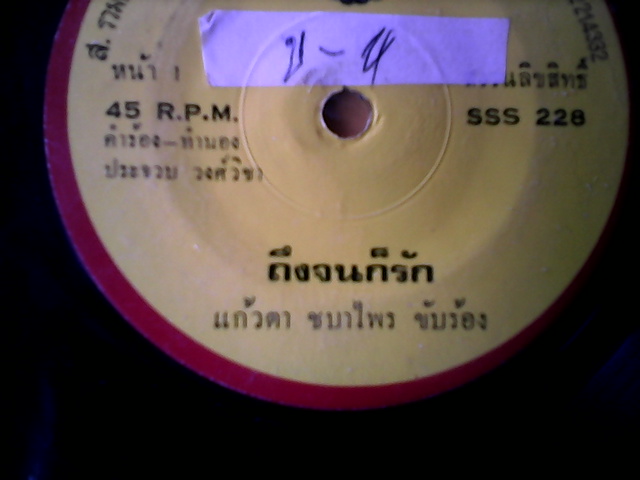 หน้า 1
45 R.P.M.
SSS 228
คำร้อง-ทำนอง
ประจวบ วงศ์วิชา
ถึงจนก็รัก
แก้วตา ชบาไพร ขับร้อง